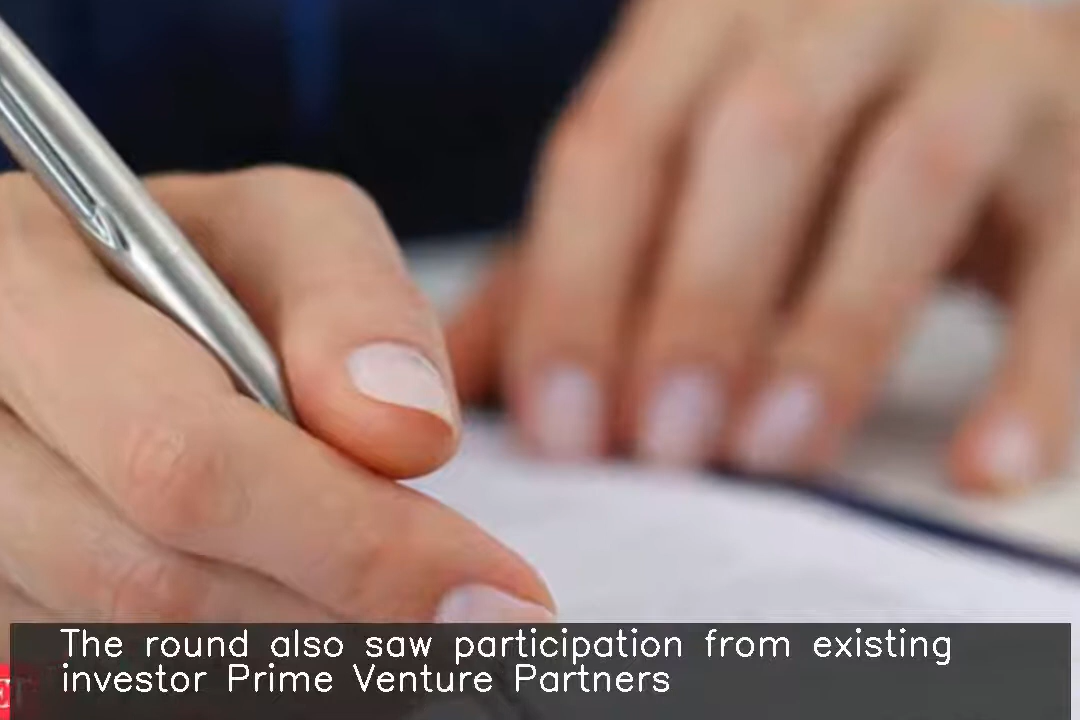 The round also saw participation from existing
investor Prime Venture Partners